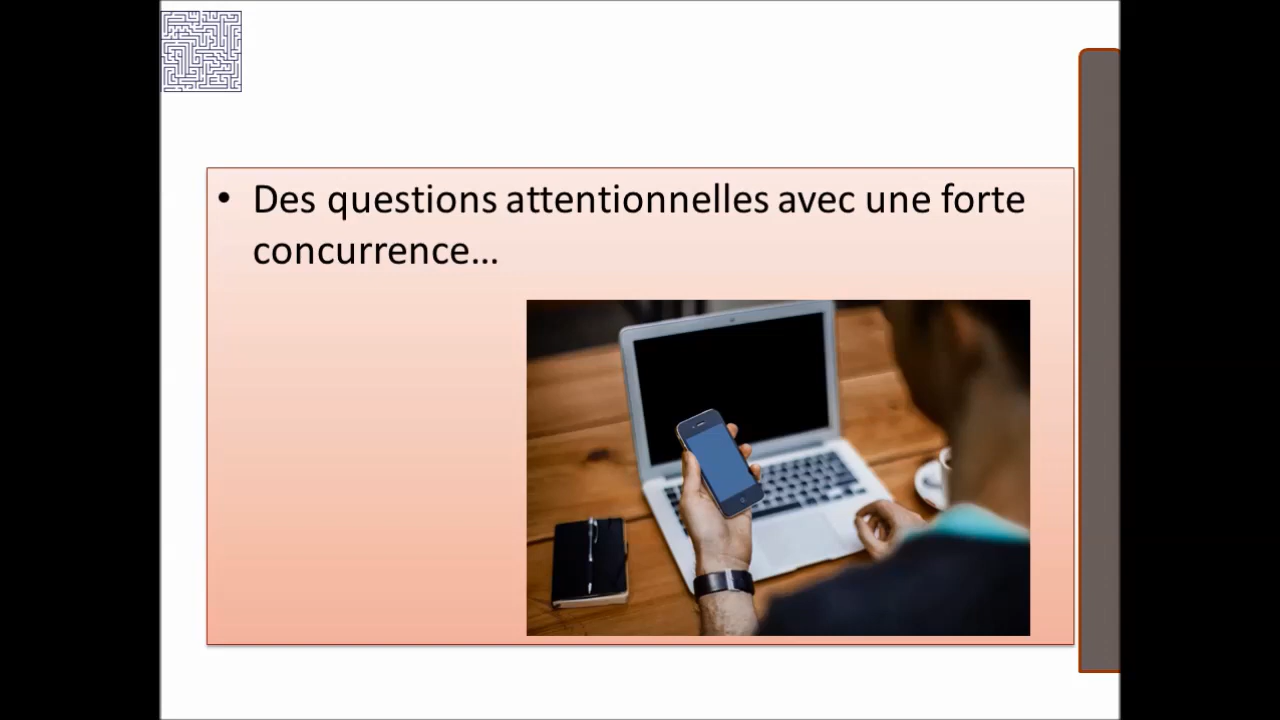 • Des questions attentionnelles avec une forte
concurrence...